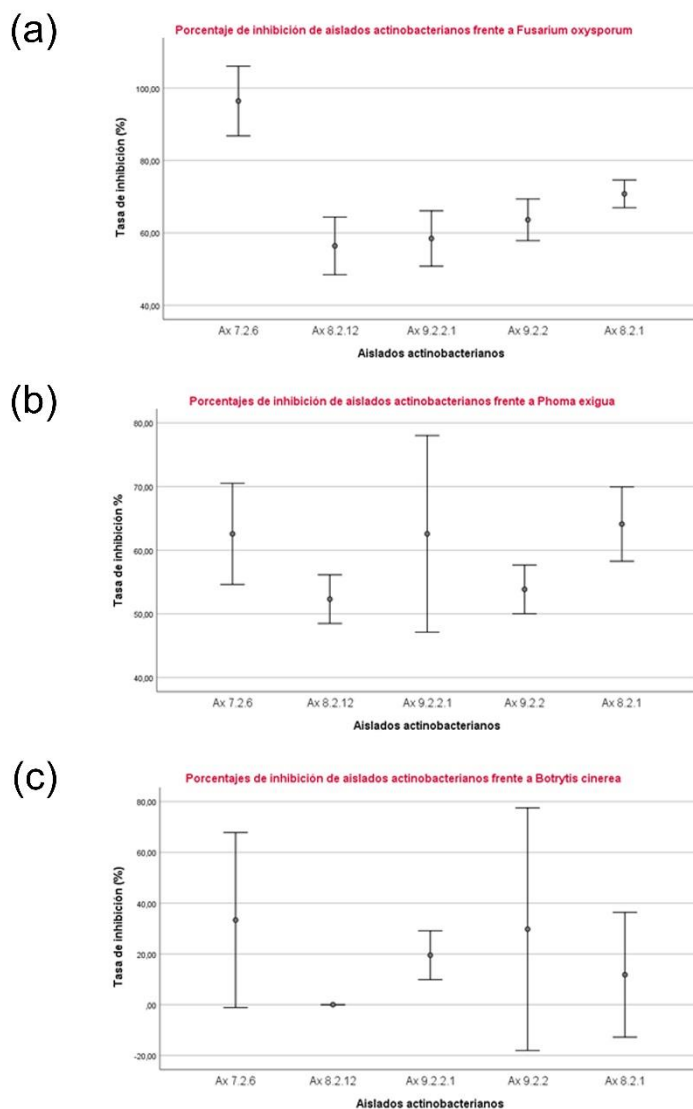 (a)
Porcentaje de inhibición de aislados actinobacterianos frente a Fusarium oxysporum
Tasa de inhibición (%)
100,00
80,00
60,00
40,00
Ax 7.2.6 Ax 8.2.12 Ax 9.2.2.1 Ax 9.2.2 Ax 8.2.1
Aislados actinobacterianos
(b)
Porcentajes de inhibición de aislados actinobacterianos frente a Phoma exigua
Tasa de inhibición %
80,00
70,00
60,00
50,00
40,00
Ax 7.2.6 Ax 8.2.12 Ax 9.2.2.1 Ax 9.2.2 Ax 8.2.1
Aislados actinobacterianos
(c)
Porcentajes de inhibición de aislados actinobacterianos frente a Botrytis cinerea
Tasa de inhibición (%)
80,00
60,00
40,00
20,00
,00
-20,00
Ax 7.2.6 Ax 8.2.12 Ax 9.2.2.1 Ax 9.2.2 Ax 8.2.1
Aislados actinobacterianos